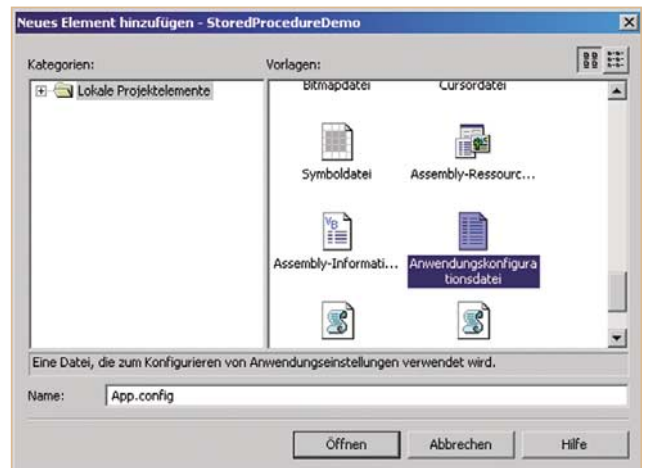 Neues Element hinzufügen - StoredProcedureDemo
Kategorien:
Vorlagen:
Lokale Projektelemente
Bitmapdatei
Cursordatei
Symboldatei
Assembly-Ressourc...
VB
Assembly-Informati...
Anwendungskonfigura
tionsdatei
Eine Datei, die zum Konfigurieren von Anwendungseinstellungen verwendet wird.
Name:
App.config
Öffnen
Abbrechen
Hilfe